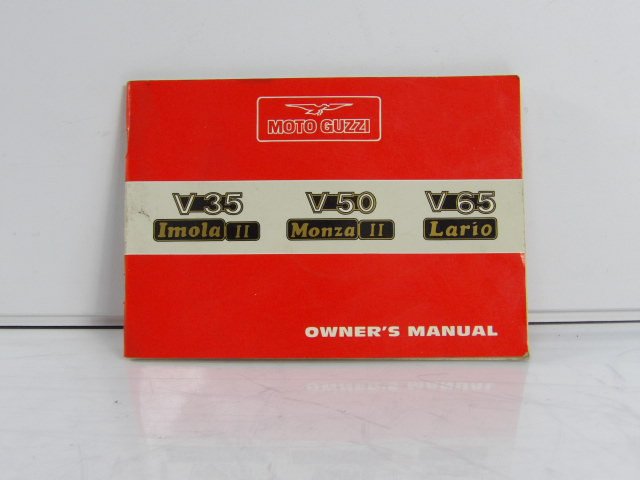 MOTO GUZZI
V35 V50 V65
Imola II Monza II Lario
OWNER'S MANUAL